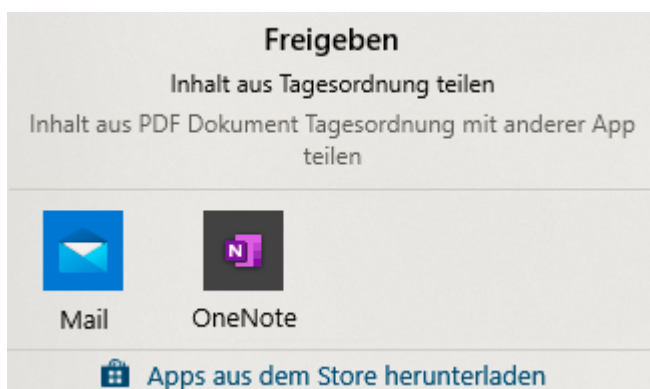 Freigeben
Inhalt aus Tagesordnung teilen
Inhalt aus PDF Dokument Tagesordnung mit anderer App
teilen
N
Mail
OneNote
Apps aus dem Store herunterladen